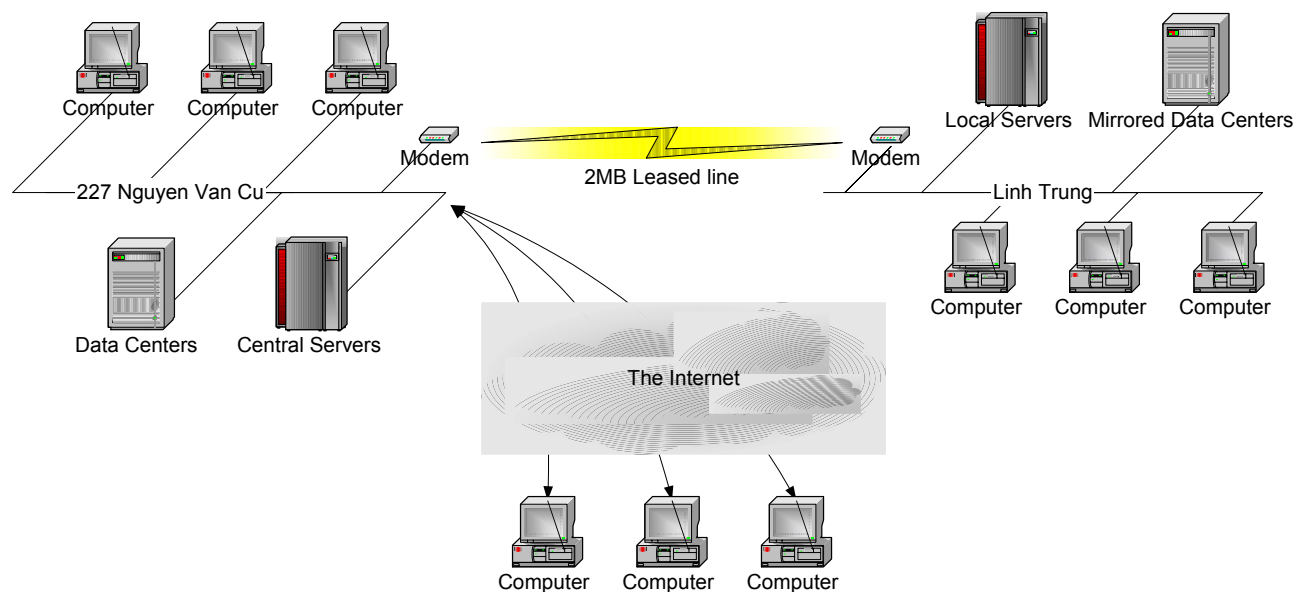 Computer
Computer
Computer
Modem
227 Nguyen Van Cu
Data Centers
Central Servers
2MB Leased line
Modem
Local Servers
Mirrored Data Centers
Linh Trung
Computer
Computer
Computer
The Internet
Computer
Computer
Computer